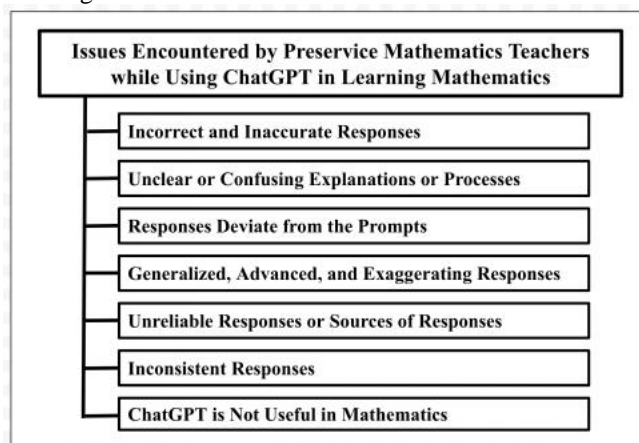 Issues Encountered by Preservice Mathematics Teachers
while Using ChatGPT in Learning Mathematics
Incorrect and Inaccurate Responses
Unclear or Confusing Explanations or Processes
Responses Deviate from the Prompts
Generalized, Advanced, and Exaggerating Responses
Unreliable Responses or Sources of Responses
Inconsistent Responses
ChatGPT is Not Useful in Mathematics